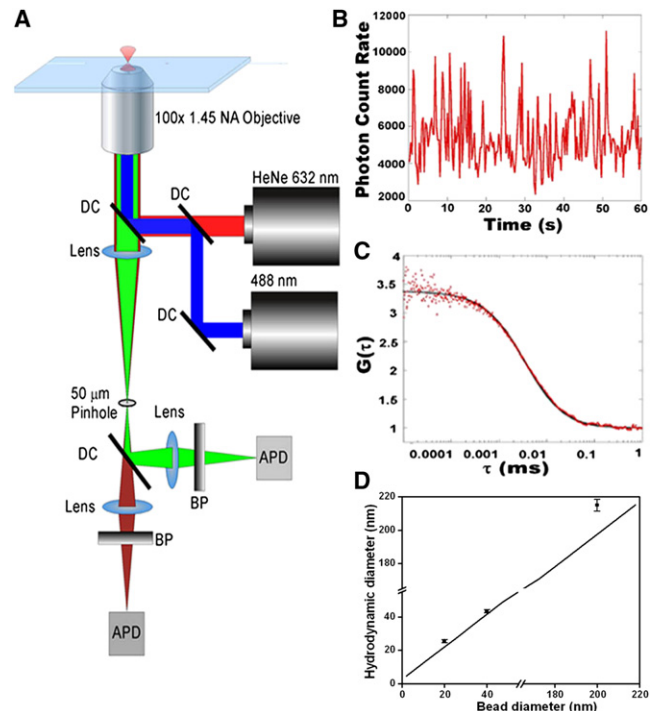 A
100x 1.45 NA Objective
HeNe 632 nm
DC
DC
Lens
488 nm
DC
50 µm
Pinhole
Lens
DC
APD
BP
Lens
BP
APD
B
Photon Count Rate
12000
10000
8000
6000
4000
2000
0 10 20 30 40 50 60
Time (s)
C
G(τ)
4
3.5
3
2.5
2
1.5
1
0.0001 0.001 0.01 0.1 1
τ (ms)
D
Hydrodynamic diameter (nm)
220
200
180
160
40
20
0
0 20 40 180 200 220
Bead diameter (nm)